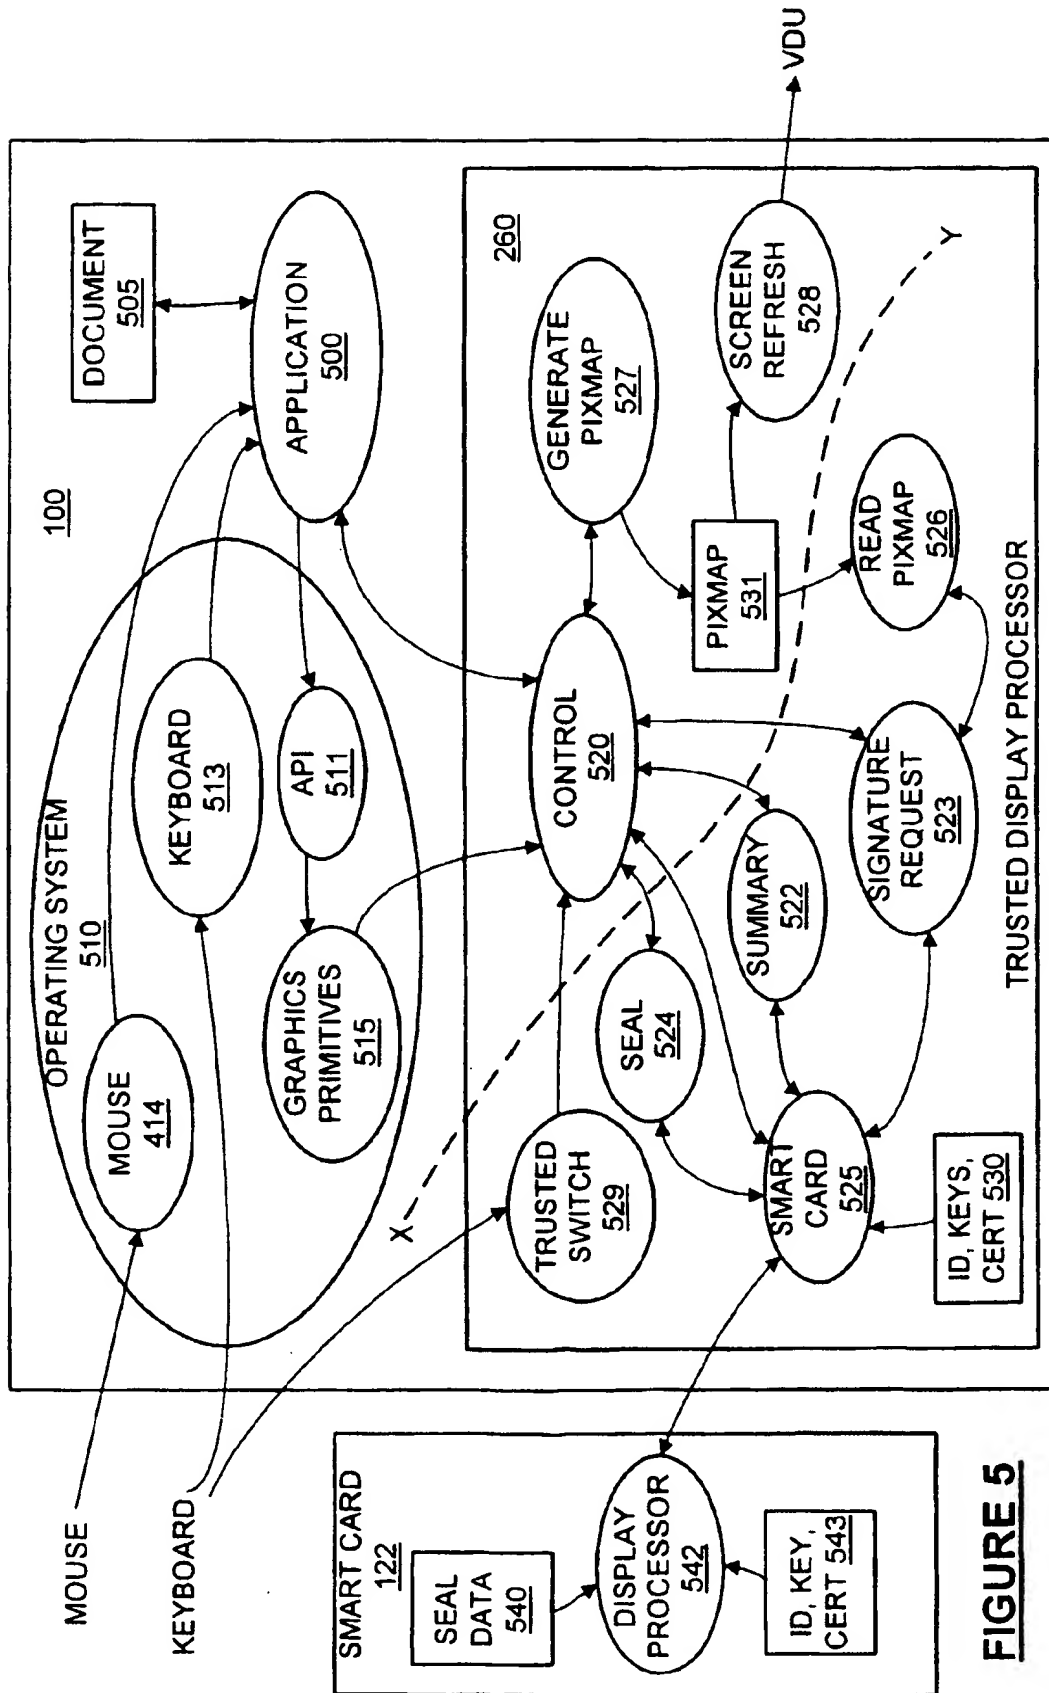 MOUSE
KEYBOARD
100
OPERATING SYSTEM
510
MOUSE
414
KEYBOARD
513
GRAPHICS
PRIMITIVES
515
API
511
DOCUMENT
505
APPLICATION
500
X
260
TRUSTED
SWITCH
529
CONTROL
520
GENERATE
PIXMAP
527
SEAL
524
PIXMAP
531
SCREEN
REFRESH
528
VDU
SUMMARY
522
SMART
CARD
525
SIGNATURE
REQUEST
523
READ
PIXMAP
526
Y
ID, KEYS,
CERT 530
TRUSTED DISPLAY PROCESSOR
SMART CARD
122
SEAL
DATA
540
DISPLAY
PROCESSOR
542
ID, KEY,
CERT 543
FIGURE 5